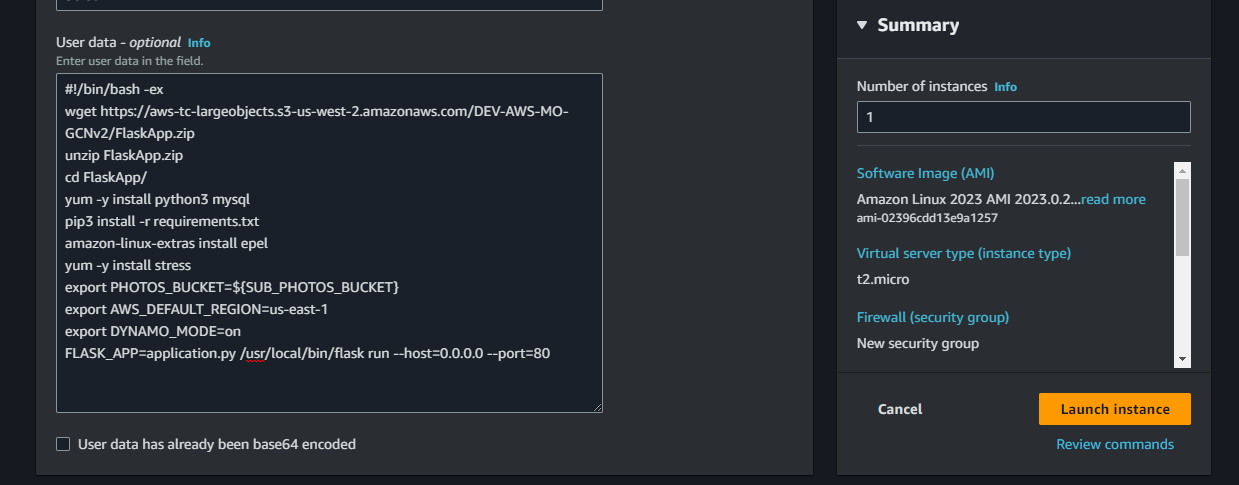 User data - optional Info
Enter user data in the field.
#!/bin/bash -ex
wget https://aws-tc-largeobjects.s3-us-west-2.amazonaws.com/DEV-AWS-MO-
GCNv2/FlaskApp.zip
unzip FlaskApp.zip
cd FlaskApp/
yum -y install python3 mysql
pip3 install -r requirements.txt
amazon-linux-extras install epel
yum -y install stress
export PHOTOS_BUCKET=${SUB_PHOTOS_BUCKET}
export AWS_DEFAULT_REGION=us-east-1
export DYNAMO_MODE=on
FLASK_APP=application.py /usr/local/bin/flask run --host=0.0.0.0 --port=80
User data has already been base64 encoded
Summary
Number of instances Info
1
Software Image (AMI)
Amazon Linux 2023 AMI 2023.0.2...read more
ami-02396cdd13e9a1257
Virtual server type (instance type)
t2.micro
Firewall (security group)
New security group
Cancel
Launch instance
Review commands